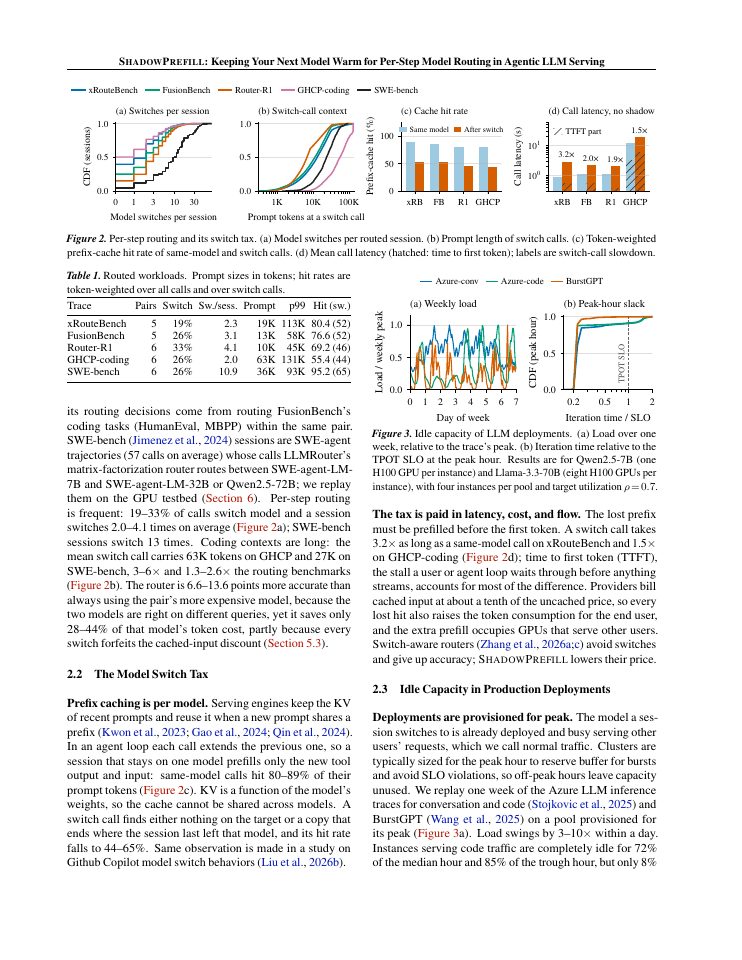 SHADOWPREFILL: Keeping Your Next Model Warm for Per-Step Model Routing in Agentic LLM Serving
xRouteBench FusionBench Router-R1 GHCP-coding SWE-bench
(a) Switches per session
CDF (sessions)
1.0
0.5
0.0
0 1 3 10 30
Model switches per session
(b) Switch-call context
1.0
0.5
0.0
1K 10K 100K
Prompt tokens at a switch call
(c) Cache hit rate
Prefix-cache hit (%)
Same model After switch
100
50
0
xRB FB R1 GHCP
(d) Call latency, no shadow
Call latency (s)
TTFT part
10¹
10⁰
3.2× 2.0× 1.9× 1.5×
xRB FB R1 GHCP
Figure 2. Per-step routing and its switch tax. (a) Model switches per routed session. (b) Prompt length of switch calls. (c) Token-weighted
prefix-cache hit rate of same-model and switch calls. (d) Mean call latency (hatched: time to first token); labels are switch-call slowdown.
Table 1. Routed workloads. Prompt sizes in tokens; hit rates are
token-weighted over all calls and over switch calls.
Trace Pairs Switch Sw./sess. Prompt p99 Hit (sw.)
xRouteBench 5 19% 2.3 19K 113K 80.4 (52)
FusionBench 5 26% 3.1 13K 58K 76.6 (52)
Router-R1 6 33% 4.1 10K 45K 69.2 (46)
GHCP-coding 6 26% 2.0 63K 131K 55.4 (44)
SWE-bench 6 26% 10.9 36K 93K 95.2 (65)
its routing decisions come from routing FusionBench's
coding tasks (HumanEval, MBPP) within the same pair.
SWE-bench (Jimenez et al., 2024) sessions are SWE-agent
trajectories (57 calls on average) whose calls LLMRouter's
matrix-factorization router routes between SWE-agent-LM-
7B and SWE-agent-LM-32B or Qwen2.5-72B; we replay
them on the GPU testbed (Section 6). Per-step routing
is frequent: 19–33% of calls switch model and a session
switches 2.0–4.1 times on average (Figure 2a); SWE-bench
sessions switch 13 times. Coding contexts are long: the
mean switch call carries 63K tokens on GHCP and 27K on
SWE-bench, 3–6× and 1.3–2.6× the routing benchmarks
(Figure 2b). The router is 6.6–13.6 points more accurate than
always using the pair's more expensive model, because the
two models are right on different queries, yet it saves only
28–44% of that model's token cost, partly because every
switch forfeits the cached-input discount (Section 5.3).
2.2 The Model Switch Tax
Prefix caching is per model. Serving engines keep the KV
of recent prompts and reuse it when a new prompt shares a
prefix (Kwon et al., 2023; Gao et al., 2024; Qin et al., 2024).
In an agent loop each call extends the previous one, so a
session that stays on one model prefills only the new tool
output and input: same-model calls hit 80–89% of their
prompt tokens (Figure 2c). KV is a function of the model's
weights, so the cache cannot be shared across models. A
switch call finds either nothing on the target or a copy that
ends where the session last left that model, and its hit rate
falls to 44–65%. Same observation is made in a study on
Github Copilot model switch behaviors (Liu et al., 2026b).
Azure-conv Azure-code BurstGPT
(a) Weekly load
Load / weekly peak
1.0
0.5
0.0
0 1 2 3 4 5 6 7
Day of week
(b) Peak-hour slack
CDF (peak hour)
1.0
0.5
0.0
TPOT SLO
0.2 0.5 1 2
Iteration time / SLO
Figure 3. Idle capacity of LLM deployments. (a) Load over one
week, relative to the trace's peak. (b) Iteration time relative to the
TPOT SLO at the peak hour. Results are for Qwen2.5-7B (one
H100 GPU per instance) and Llama-3.3-70B (eight H100 GPUs per
instance), with four instances per pool and target utilization ρ=0.7.
The tax is paid in latency, cost, and flow. The lost prefix
must be prefilled before the first token. A switch call takes
3.2× as long as a same-model call on xRouteBench and 1.5×
on GHCP-coding (Figure 2d); time to first token (TTFT),
the stall a user or agent loop waits through before anything
streams, accounts for most of the difference. Providers bill
cached input at about a tenth of the uncached price, so every
lost hit also raises the token consumption for the end user,
and the extra prefill occupies GPUs that serve other users.
Switch-aware routers (Zhang et al., 2026a;c) avoid switches
and give up accuracy; SHADOWPREFILL lowers their price.
2.3 Idle Capacity in Production Deployments
Deployments are provisioned for peak. The model a ses-
sion switches to is already deployed and busy serving other
users' requests, which we call normal traffic. Clusters are
typically sized for the peak hour to reserve buffer for bursts
and avoid SLO violations, so off-peak hours leave capacity
unused. We replay one week of the Azure LLM inference
traces for conversation and code (Stojkovic et al., 2025) and
BurstGPT (Wang et al., 2025) on a pool provisioned for
its peak (Figure 3a). Load swings by 3–10× within a day.
Instances serving code traffic are completely idle for 72%
of the median hour and 85% of the trough hour, but only 8%